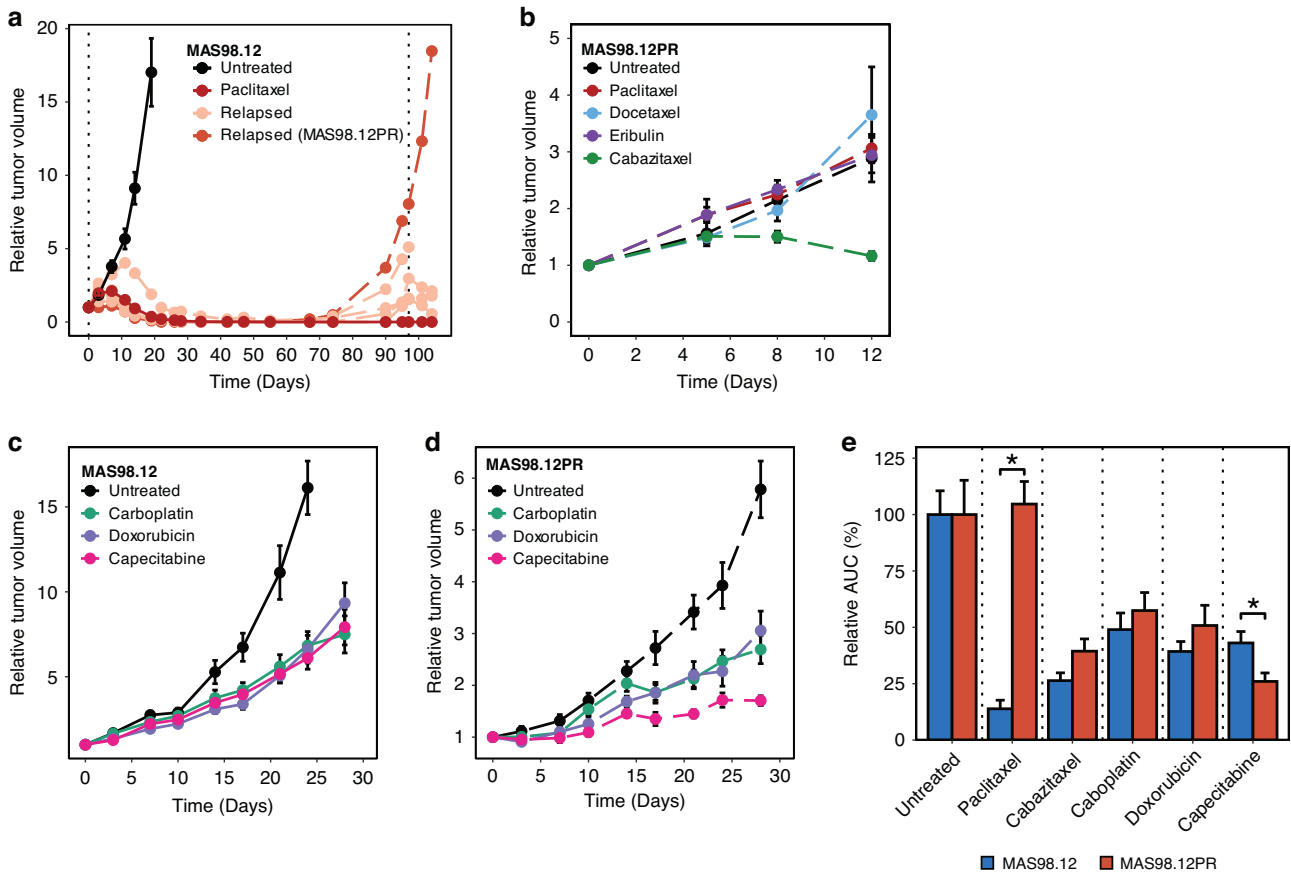 a
MAS98.12
Untreated
Paclitaxel
Relapsed
Relapsed (MAS98.12PR)
Relative tumor volume
20
15
10
5
0
0 10 20 30 40 50 60 70 80 90 100
Time (Days)
b
MAS98.12PR
Untreated
Paclitaxel
Docetaxel
Eribulin
Cabazitaxel
Relative tumor volume
5
4
3
2
1
0
0 2 4 6 8 10 12
Time (Days)
c
MAS98.12
Untreated
Carboplatin
Doxorubicin
Capecitabine
Relative tumor volume
15
10
5
0 5 10 15 20 25 30
Time (Days)
d
MAS98.12PR
Untreated
Carboplatin
Doxorubicin
Capecitabine
Relative tumor volume
6
5
4
3
2
1
0 5 10 15 20 25 30
Time (Days)
e
Relative AUC (%)
125
100
75
50
25
0
*
*
Untreated
Paclitaxel
Cabazitaxel
Caboplatin
Doxorubicin
Capecitabine
MAS98.12 MAS98.12PR